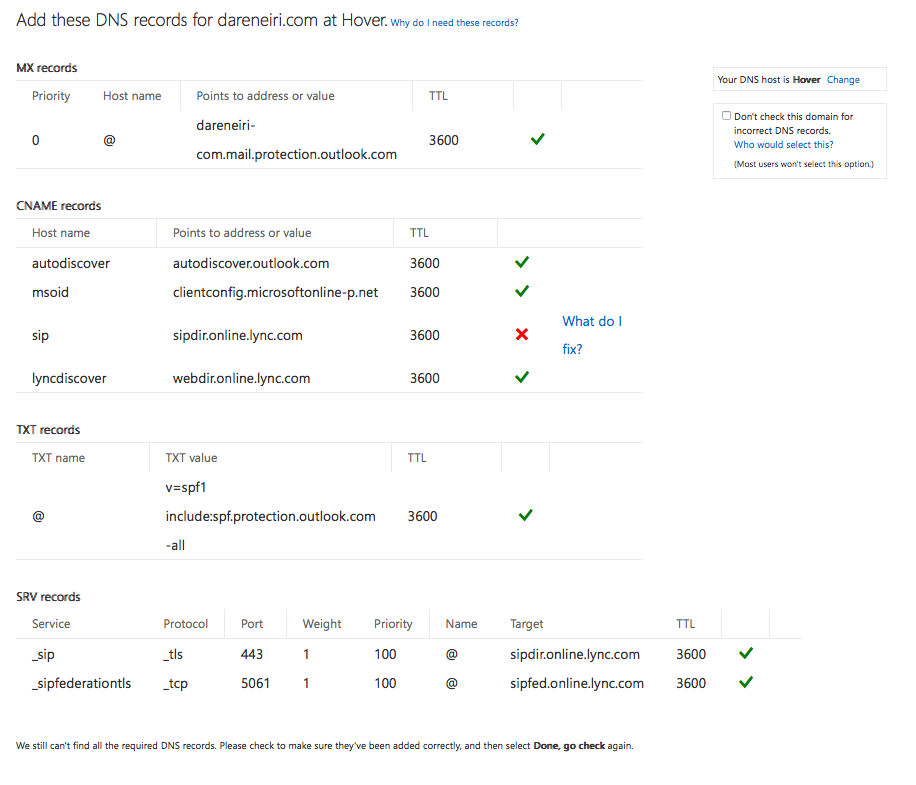 Add these DNS records for dareneiri.com at Hover. Why do I need these records?
MX records
Your DNS host is Hover Change
Priority Host name Points to address or value TTL
Don't check this domain for
incorrect DNS records.
Who would select this?
(Most users won't select this option.)
dareneiri-
0 @ 3600
com.mail.protection.outlook.com
CNAME records
Host name Points to address or value TTL
autodiscover autodiscover.outlook.com 3600
msoid clientconfig.microsoftonline-p.net 3600
What do I
sip sipdir.online.lync.com 3600
fix?
lyncdiscover webdir.online.lync.com 3600
TXT records
TXT name TXT value TTL
v=spf1
@ include:spf.protection.outlook.com 3600
-all
SRV records
Service Protocol Port Weight Priority Name Target TTL
_sip _tls 443 1 100 @ sipdir.online.lync.com 3600
_sipfederationtls _tcp 5061 1 100 @ sipfed.online.lync.com 3600
We still can't find all the required DNS records. Please check to make sure they've been added correctly, and then select Done, go check again.